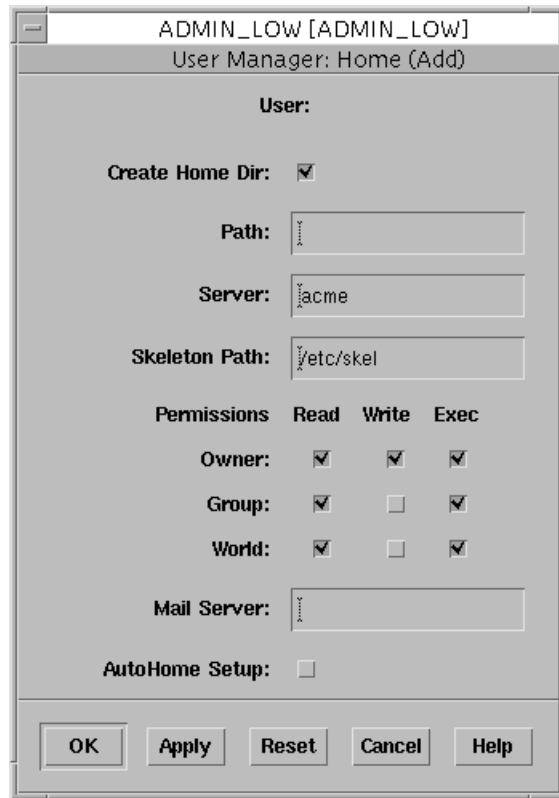 ADMIN_LOW [ADMIN_LOW]
User Manager: Home (Add)
User:
Create Home Dir:
Path:
Server: acme
Skeleton Path: /etc/skel
Permissions Read Write Exec
Owner:
Group:
World:
Mail Server:
AutoHome Setup:
OK Apply Reset Cancel Help